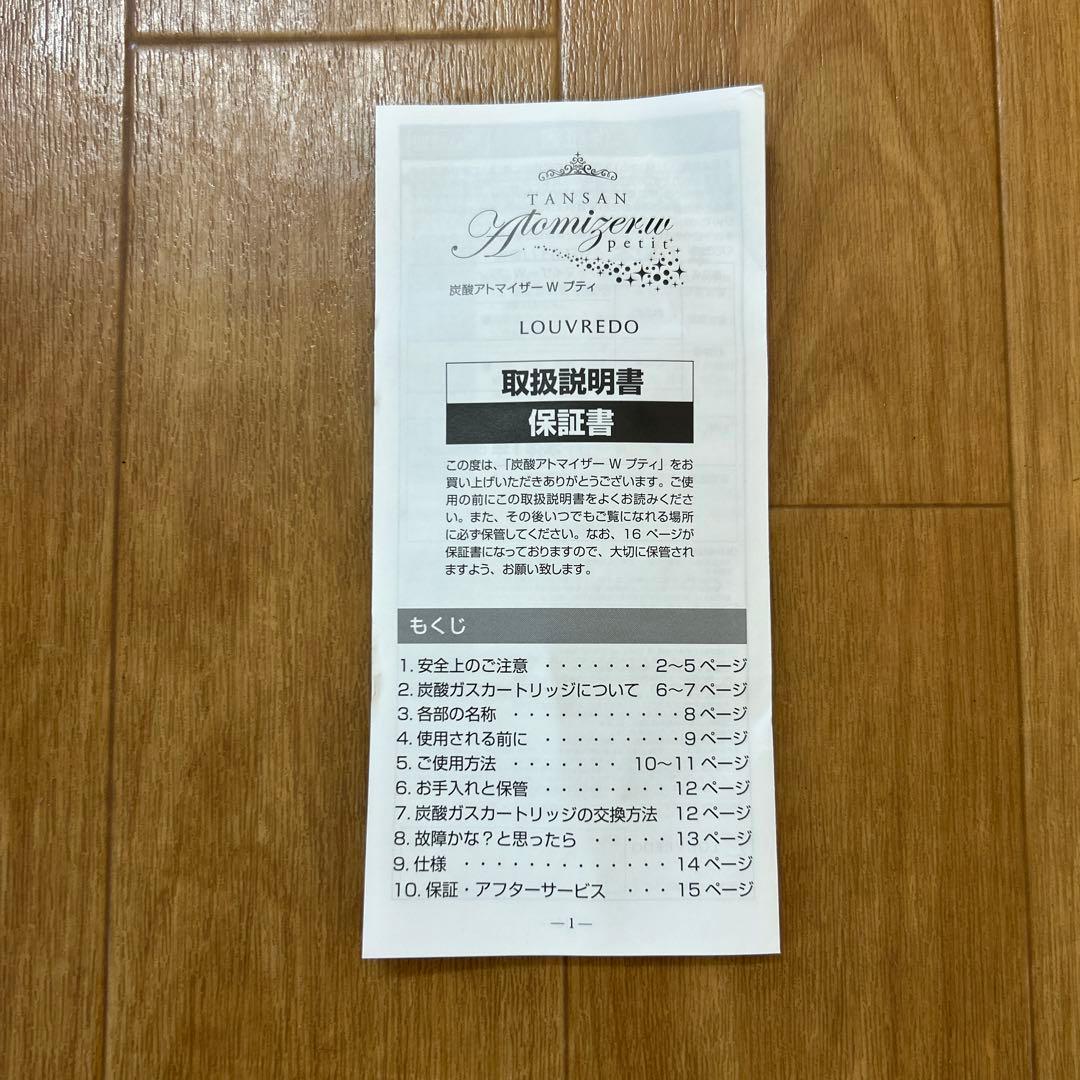 TANSAN
Atomizer.w
petit
炭酸アトマイザー W プティ
LOUVREDO
取扱説明書
保証書
この度は、「炭酸アトマイザー W プティ」をお
買い上げいただきありがとうございます。ご使
用の前にこの取扱説明書をよくお読みくださ
い。また、その後いつでもご覧になれる場所
に必ず保管してください。なお、16 ページが
保証書になっておりますので、大切に保管され
ますよう、お願い致します。
もくじ
1. 安全上のご注意 ・・・・・・・ 2〜5 ページ
2. 炭酸ガスカートリッジについて 6〜7 ページ
3. 各部の名称 ・・・・・・・・・・・ 8 ページ
4. 使用される前に ・・・・・・・・・ 9 ページ
5. ご使用方法 ・・・・・・・ 10〜11 ページ
6. お手入れと保管 ・・・・・・・・ 12 ページ
7. 炭酸ガスカートリッジの交換方法 12 ページ
8. 故障かな？と思ったら ・・・・・ 13 ページ
9. 仕様 ・・・・・・・・・・・・・ 14 ページ
10. 保証・アフターサービス ・・・ 15 ページ
— 1 —